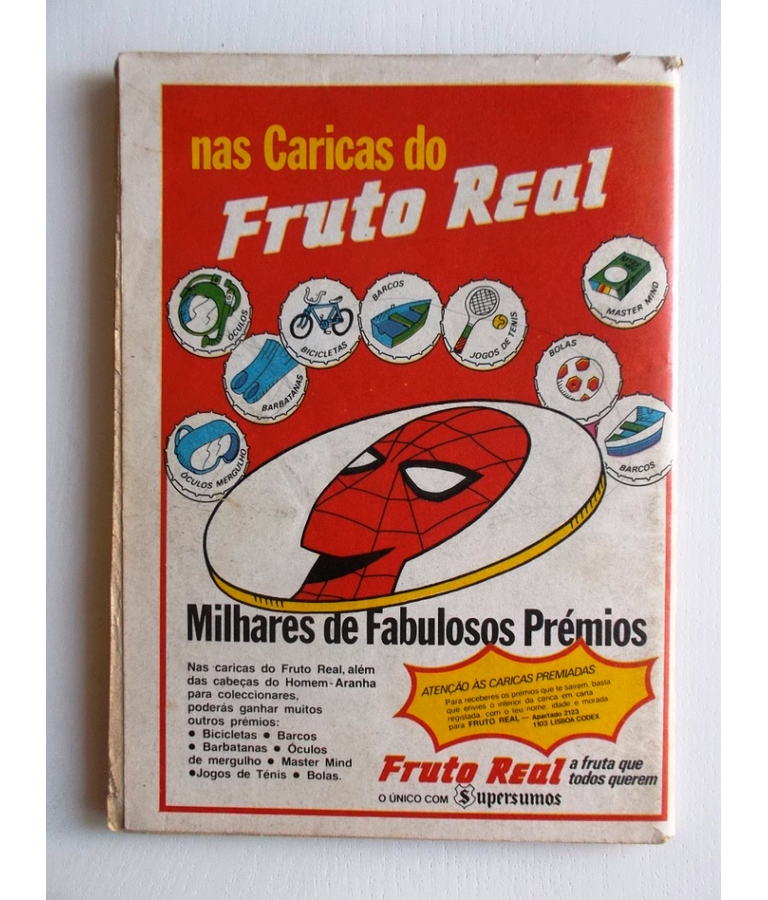 nas Caricas do
Fruto Real
ÓCULOS
BICICLETAS
BARCOS
JOGOS DE TÉNIS
MASTER MIND
BARBATANAS
BOLAS
ÓCULOS MERGULHO
BARCOS
Milhares de Fabulosos Prémios
Nas caricas do Fruto Real, além
das cabeças do Homem-Aranha
para coleccionares,
poderás ganhar muitos
outros prémios:
• Bicicletas • Barcos
• Barbatanas • Óculos
de mergulho • Master Mind
•Jogos de Ténis • Bolas.
ATENÇÃO ÀS CARICAS PREMIADAS
Para receberes os premios que te sairem, basta
que envies o interior da carica em carta
registada, com o teu nome, idade e morada
para FRUTO REAL — Apartado 2123
1103 LISBOA CODEX
Fruto Real a fruta que
todos querem
O ÚNICO COM Supersumos